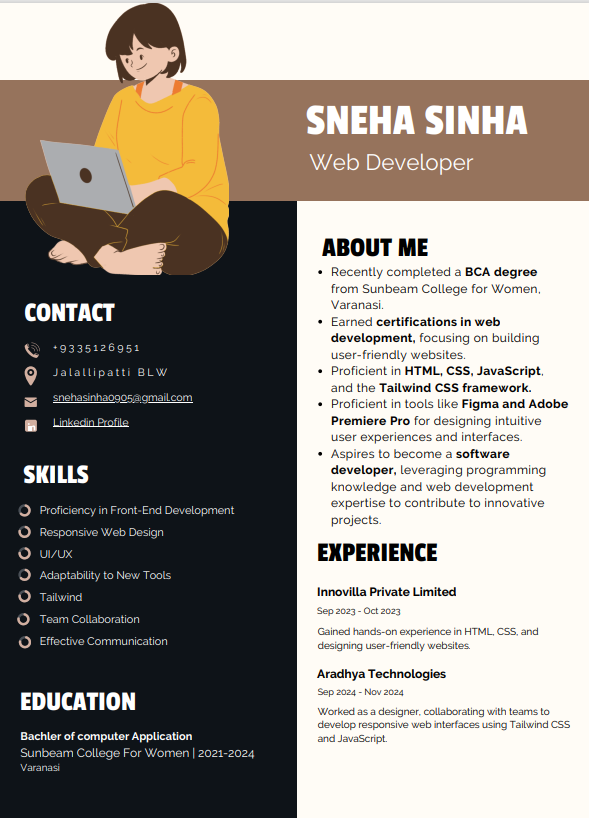 SNEHA SINHA
Web Developer
CONTACT
+9335126951
Jalallipatti BLW
snehasinha0905@gmail.com
Linkedin Profile
SKILLS
Proficiency in Front-End Development
Responsive Web Design
UI/UX
Adaptability to New Tools
Tailwind
Team Collaboration
Effective Communication
EDUCATION
Bachler of computer Application
Sunbeam College For Women | 2021-2024
Varanasi
ABOUT ME
• Recently completed a BCA degree
from Sunbeam College for Women,
Varanasi.
• Earned certifications in web
development, focusing on building
user-friendly websites.
• Proficient in HTML, CSS, JavaScript,
and the Tailwind CSS framework.
• Proficient in tools like Figma and Adobe
Premiere Pro for designing intuitive
user experiences and interfaces.
• Aspires to become a software
developer, leveraging programming
knowledge and web development
expertise to contribute to innovative
projects.
EXPERIENCE
Innovilla Private Limited
Sep 2023 - Oct 2023
Gained hands-on experience in HTML, CSS, and
designing user-friendly websites.
Aradhya Technologies
Sep 2024 - Nov 2024
Worked as a designer, collaborating with teams to
develop responsive web interfaces using Tailwind CSS
and JavaScript.